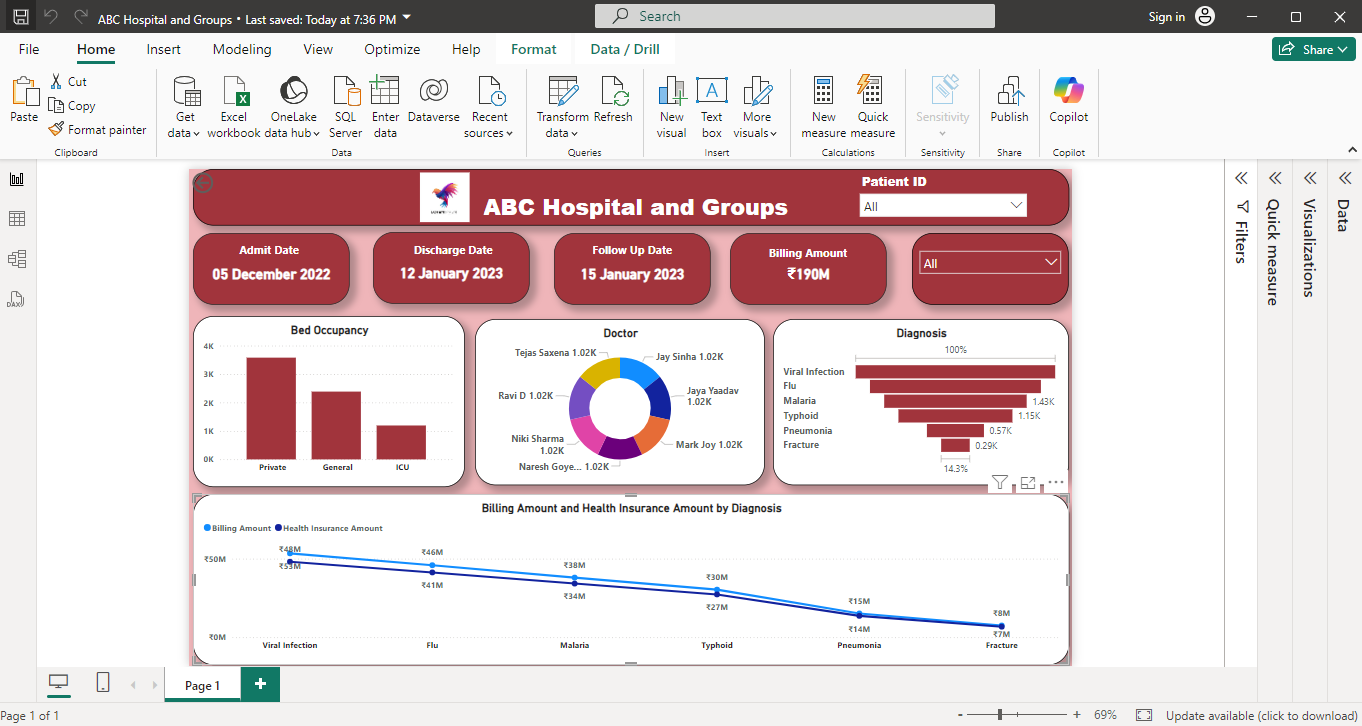 ABC Hospital and Groups • Last saved: Today at 7:36 PM
Search
Sign in
File Home Insert Modeling View Optimize Help Format Data / Drill
Share
Paste
Cut
Copy
Format painter
Get data
Excel workbook
OneLake data hub
SQL Server
Enter data
Dataverse
Recent sources
Transform data
Refresh
New visual
Text box
More visuals
New measure
Quick measure
Sensitivity
Publish
Copilot
Clipboard Data Queries Insert Calculations Sensitivity Share Copilot
DAX
ABC Hospital and Groups
Patient ID
All
Admit Date
05 December 2022
Discharge Date
12 January 2023
Follow Up Date
15 January 2023
Billing Amount
₹190M
All
Bed Occupancy
4K
3K
2K
1K
0K
Private General ICU
Doctor
Tejas Saxena 1.02K
Jay Sinha 1.02K
Ravi D 1.02K
Jaya Yaadav
1.02K
Niki Sharma
1.02K
Mark Joy 1.02K
Naresh Goye... 1.02K
Diagnosis
100%
Viral Infection
Flu
Malaria 1.43K
Typhoid 1.15K
Pneumonia 0.57K
Fracture 0.29K
14.3%
Billing Amount and Health Insurance Amount by Diagnosis
Billing Amount Health Insurance Amount
₹50M
₹0M
₹48M ₹46M ₹38M ₹30M ₹15M ₹8M
₹53M ₹41M ₹34M ₹27M ₹14M ₹7M
Viral Infection Flu Malaria Typhoid Pneumonia Fracture
Filters
Quick measure
Visualizations
Data
Page 1
Page 1 of 1
69%
Update available (click to download)